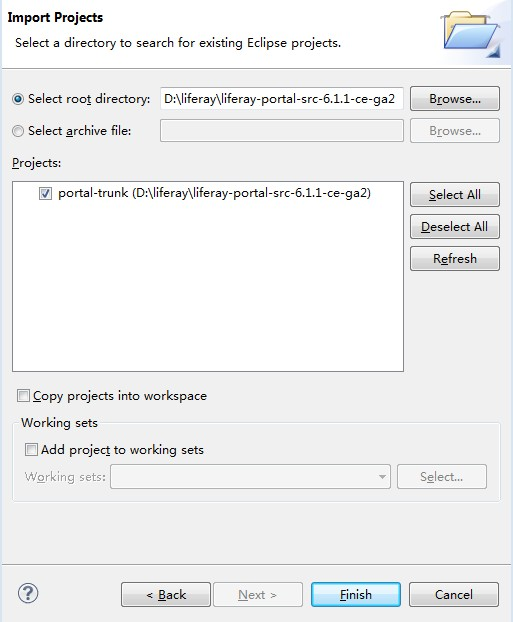 Import Projects
Select a directory to search for existing Eclipse projects.
Select root directory: D:\liferay\liferay-portal-src-6.1.1-ce-ga2 Browse...
Select archive file: Browse...
Projects:
portal-trunk (D:\liferay\liferay-portal-src-6.1.1-ce-ga2) Select All
Deselect All
Refresh
Copy projects into workspace
Working sets
Add project to working sets
Working sets: Select...
? < Back Next > Finish Cancel